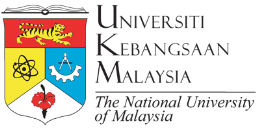 UNIVERSITI
KEBANGSAAN
MALAYSIA
The National University
of Malaysia